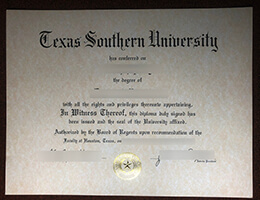 Texas Southern University
has conferred on
the degree of
with all the rights and privileges thereunto appertaining.
In Witness Thereof, this diploma duly signed has
been issued and the seal of the University affixed.
Authorized by the Board of Regents upon recommendation of the
Faculty at Houston, Texas, on